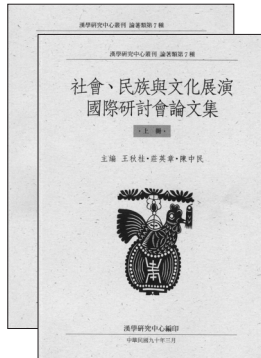 漢學研究中心叢刊 論著類第7種
漢學研究中心叢刊 論著類第7種
社會、民族與文化展演
國際研討會論文集
·上冊·
主編 王秋桂·莊英章·陳中民
漢學研究中心編印
中華民國九十年三月